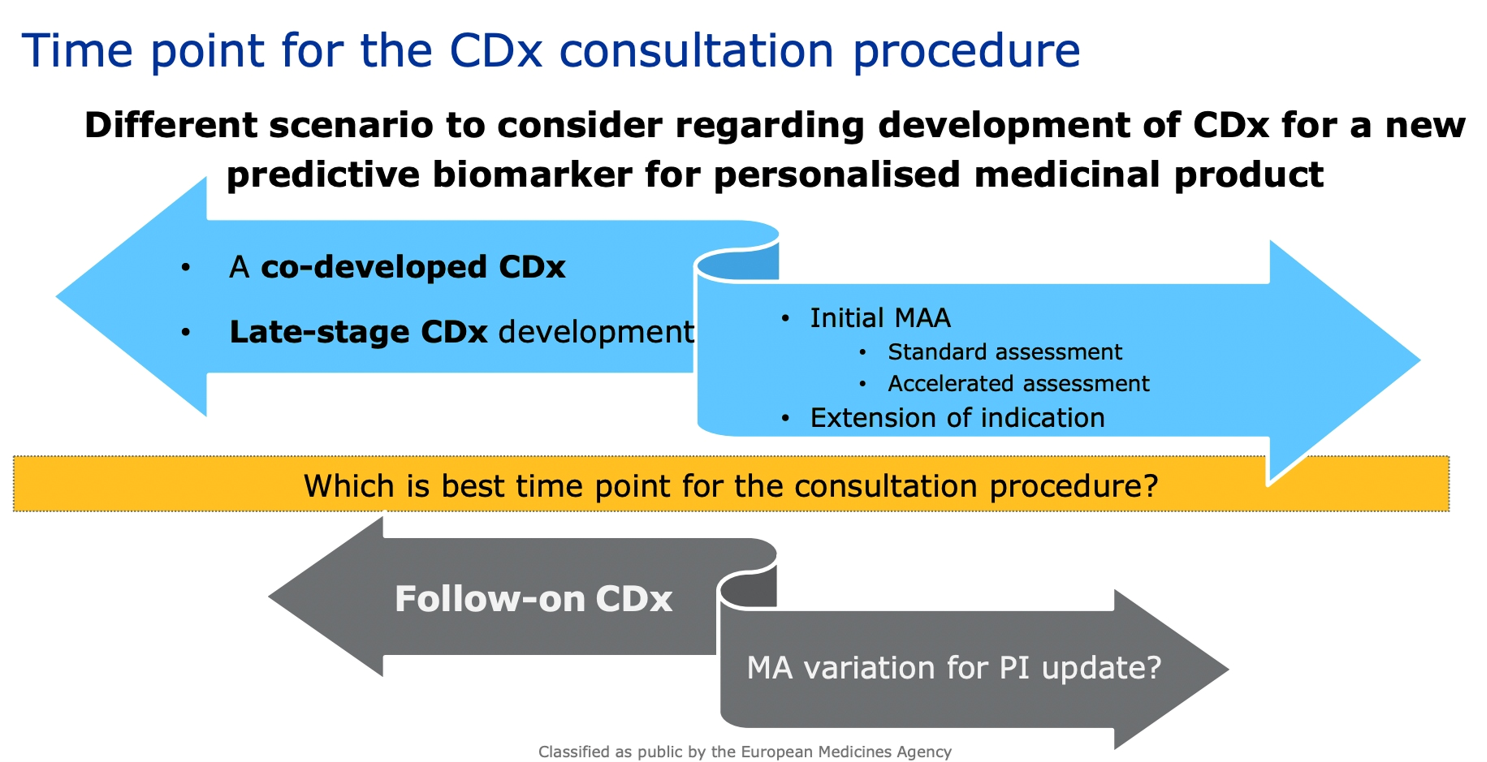 Time point for the CDx consultation procedure
Different scenario to consider regarding development of CDx for a new
predictive biomarker for personalised medicinal product
• A co-developed CDx
• Late-stage CDx development
• Initial MAA
• Standard assessment
• Accelerated assessment
• Extension of indication
Which is best time point for the consultation procedure?
Follow-on CDx
MA variation for PI update?
Classified as public by the European Medicines Agency